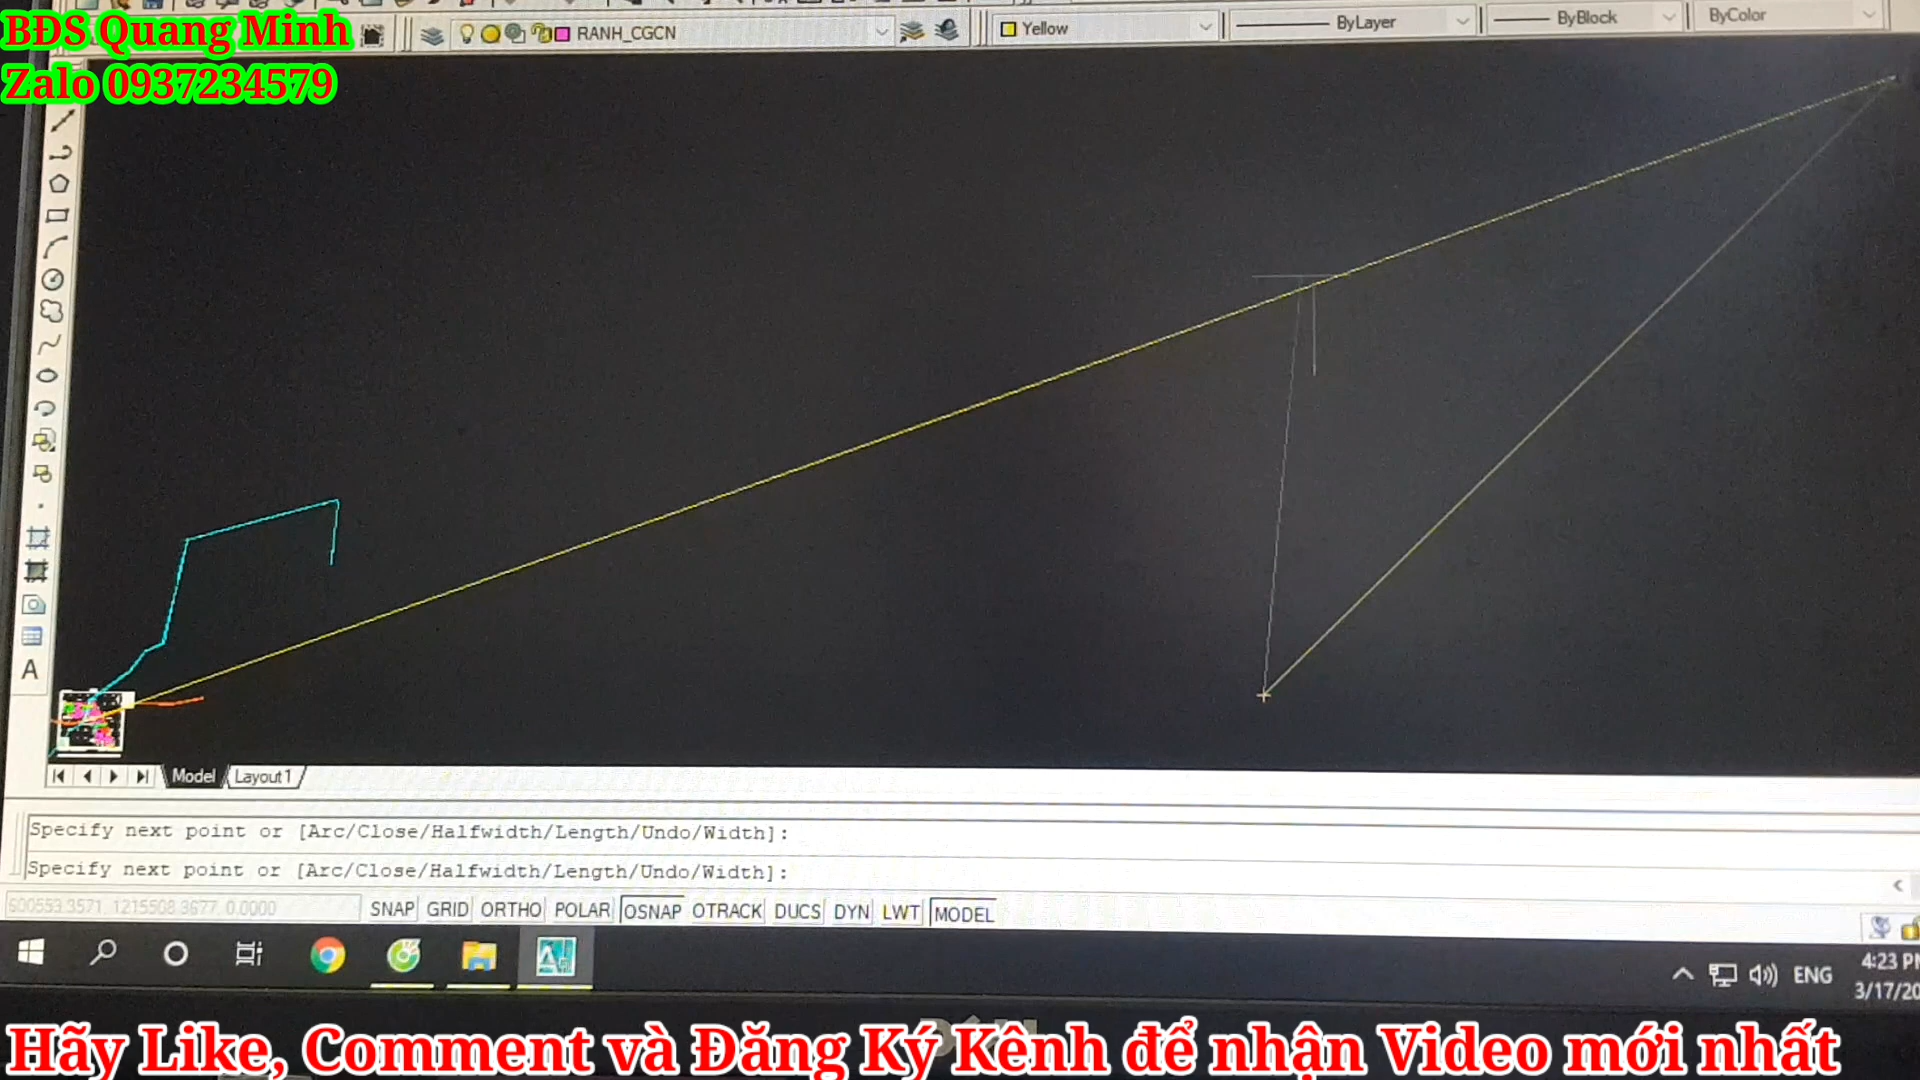 BĐS Quang Minh
Zalo 0937234579
RANH_CGCN
Yellow
ByLayer
ByBlock
ByColor
A
Model
Layout1
Specify next point or [Arc/Close/Halfwidth/Length/Undo/Width]:
Specify next point or [Arc/Close/Halfwidth/Length/Undo/Width]:
SNAP GRID ORTHO POLAR OSNAP OTRACK DUCS DYN LWT MODEL
ENG
4:23
3/17/20
Hãy Like, Comment và Đăng Ký Kênh để nhận Video mới nhất